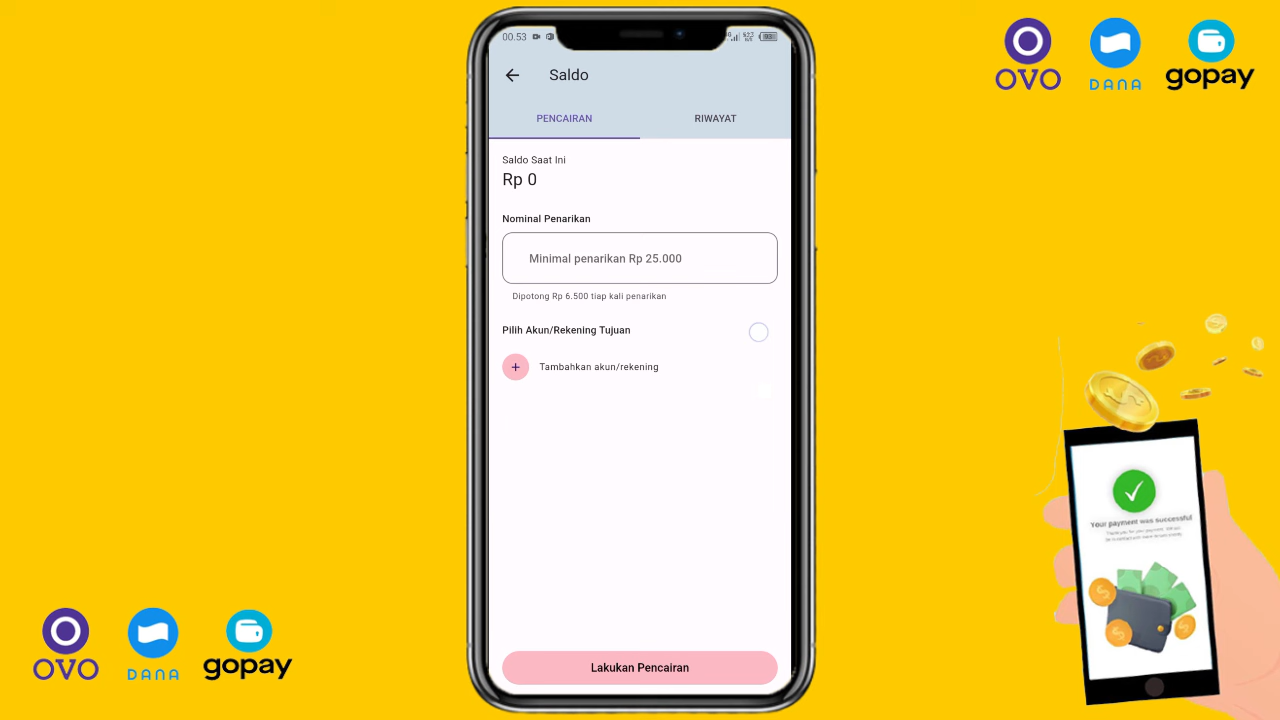 00.53
Saldo
PENCAIRAN
RIWAYAT
Saldo Saat Ini
Rp 0
Nominal Penarikan
Minimal penarikan Rp 25.000
Dipotong Rp 6.500 tiap kali penarikan
Pilih Akun/Rekening Tujuan
+ Tambahkan akun/rekening
Lakukan Pencairan
OVO DANA gopay
OVO DANA gopay
Your payment was successful